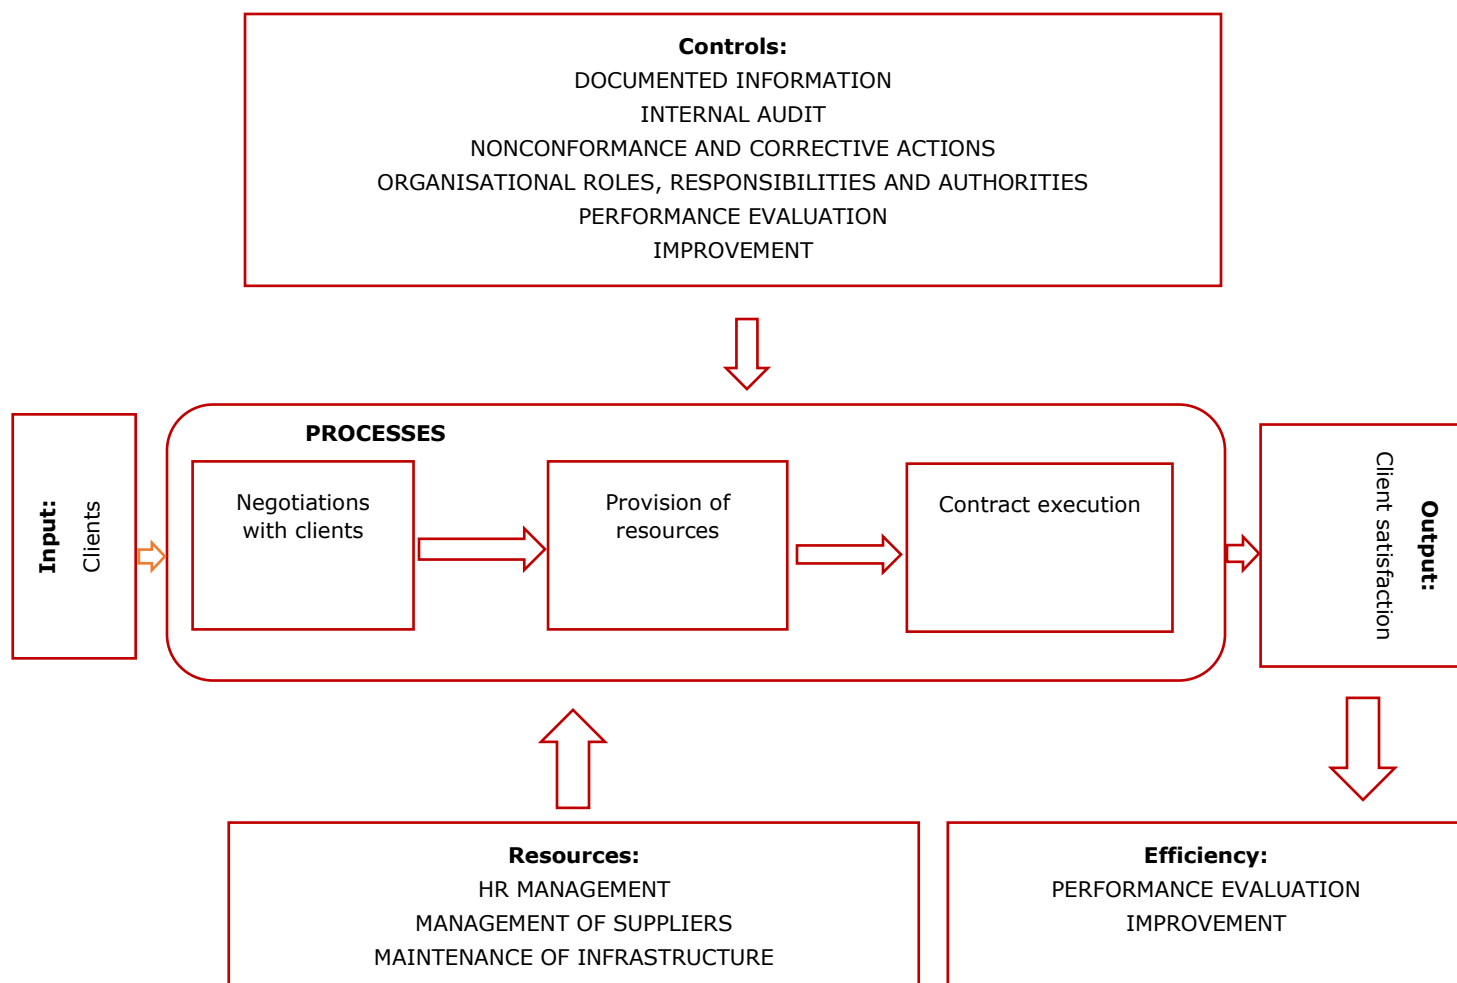 Controls:
DOCUMENTED INFORMATION
INTERNAL AUDIT
NONCONFORMANCE AND CORRECTIVE ACTIONS
ORGANISATIONAL ROLES, RESPONSIBILITIES AND AUTHORITIES
PERFORMANCE EVALUATION
IMPROVEMENT
Input:
Clients
PROCESSES
Negotiations
with clients
Provision of
resources
Contract execution
Output:
Client satisfaction
Resources:
HR MANAGEMENT
MANAGEMENT OF SUPPLIERS
MAINTENANCE OF INFRASTRUCTURE
Efficiency:
PERFORMANCE EVALUATION
IMPROVEMENT